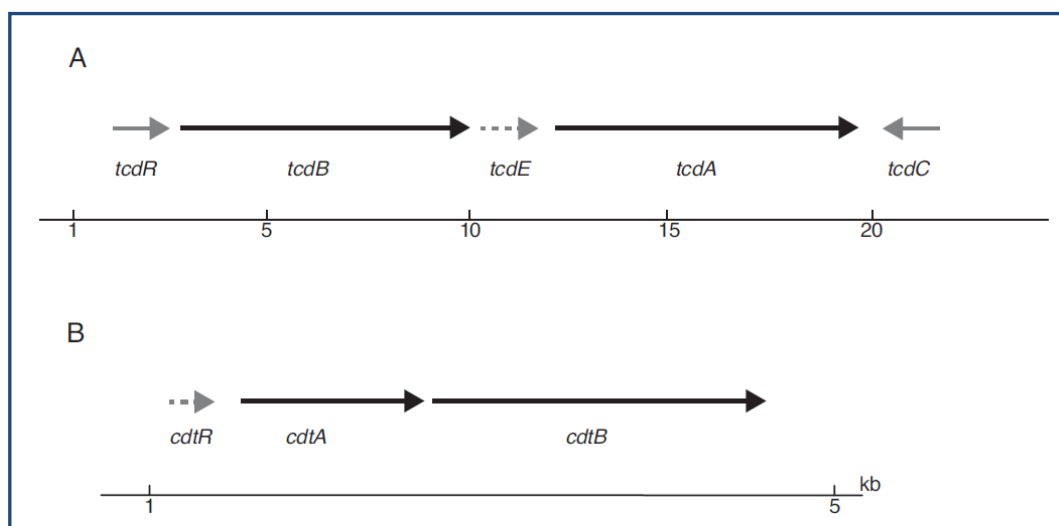 A
tcdR tcdB tcdE tcdA tcdC
1 5 10 15 20
B
cdtR cdtA cdtB
kb
1 5